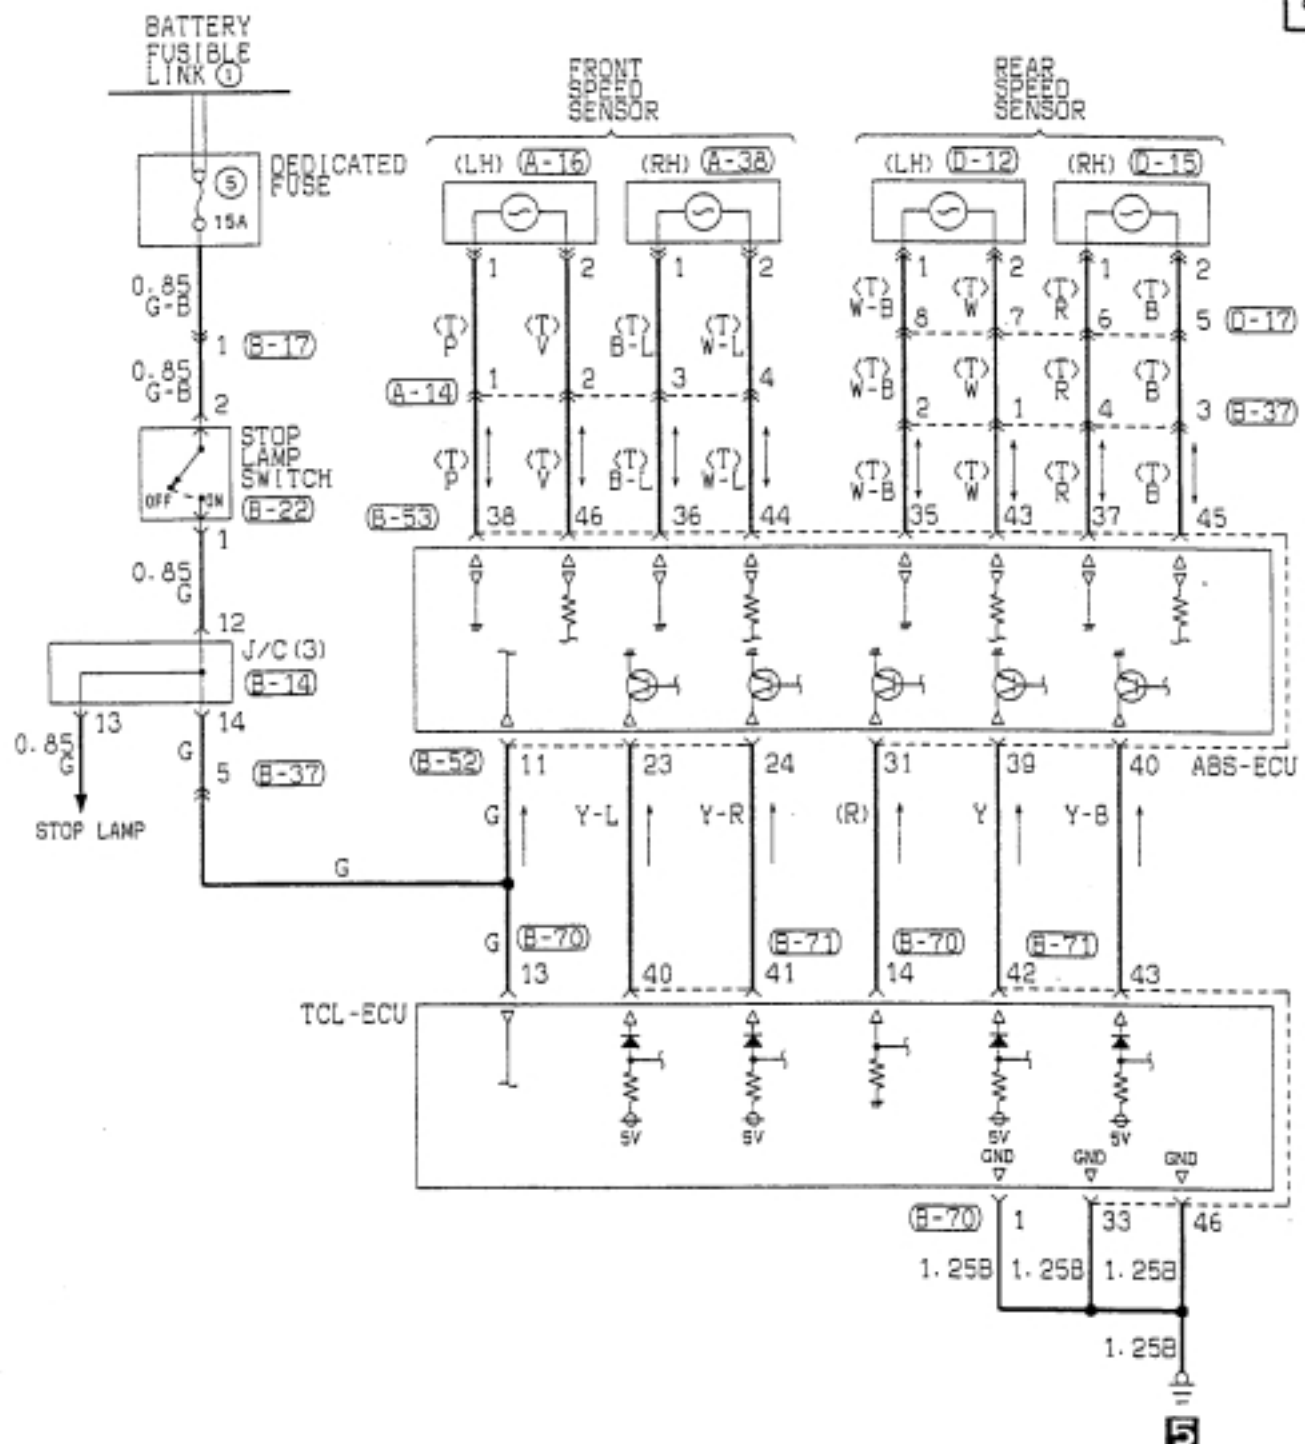 BATTERY
FUSIBLE
LINK ①
FRONT
SPEED
SENSOR
REAR
SPEED
SENSOR
DEDICATED
FUSE
⑤
15A
(LH) A-16
(RH) A-38
(LH) D-12
(RH) D-15
1 2 1 2 1 2 1 2
0.85
G-B
1 B-17
0.85
G-B
2
(T) P
(T) V
(T) B-L
(T) W-L
(T) W-B
(T) W
(T) R
(T) B
8 7 6 5 D-17
A-14 1 2 3 4
(T) W-B
(T) W
(T) R
(T) B
2 1 4 3 B-37
STOP
LAMP
SWITCH
OFF ON
B-22
1
(T) P
(T) V
(T) B-L
(T) W-L
(T) W-B
(T) W
(T) R
(T) B
B-53 38 46 36 44 35 43 37 45
0.85
G
12
J/C(3)
B-14
13 14
0.85
G
G
5 B-37
STOP LAMP
B-52 11 23 24 31 39 40 ABS-ECU
G Y-L Y-R (R) Y Y-B
G
G B-70 B-71 B-70 B-71
13 40 41 14 42 43
TCL-ECU
5V 5V 5V 5V
GND GND GND
B-70 1 33 46
1.25B 1.25B 1.25B
1.25B
5